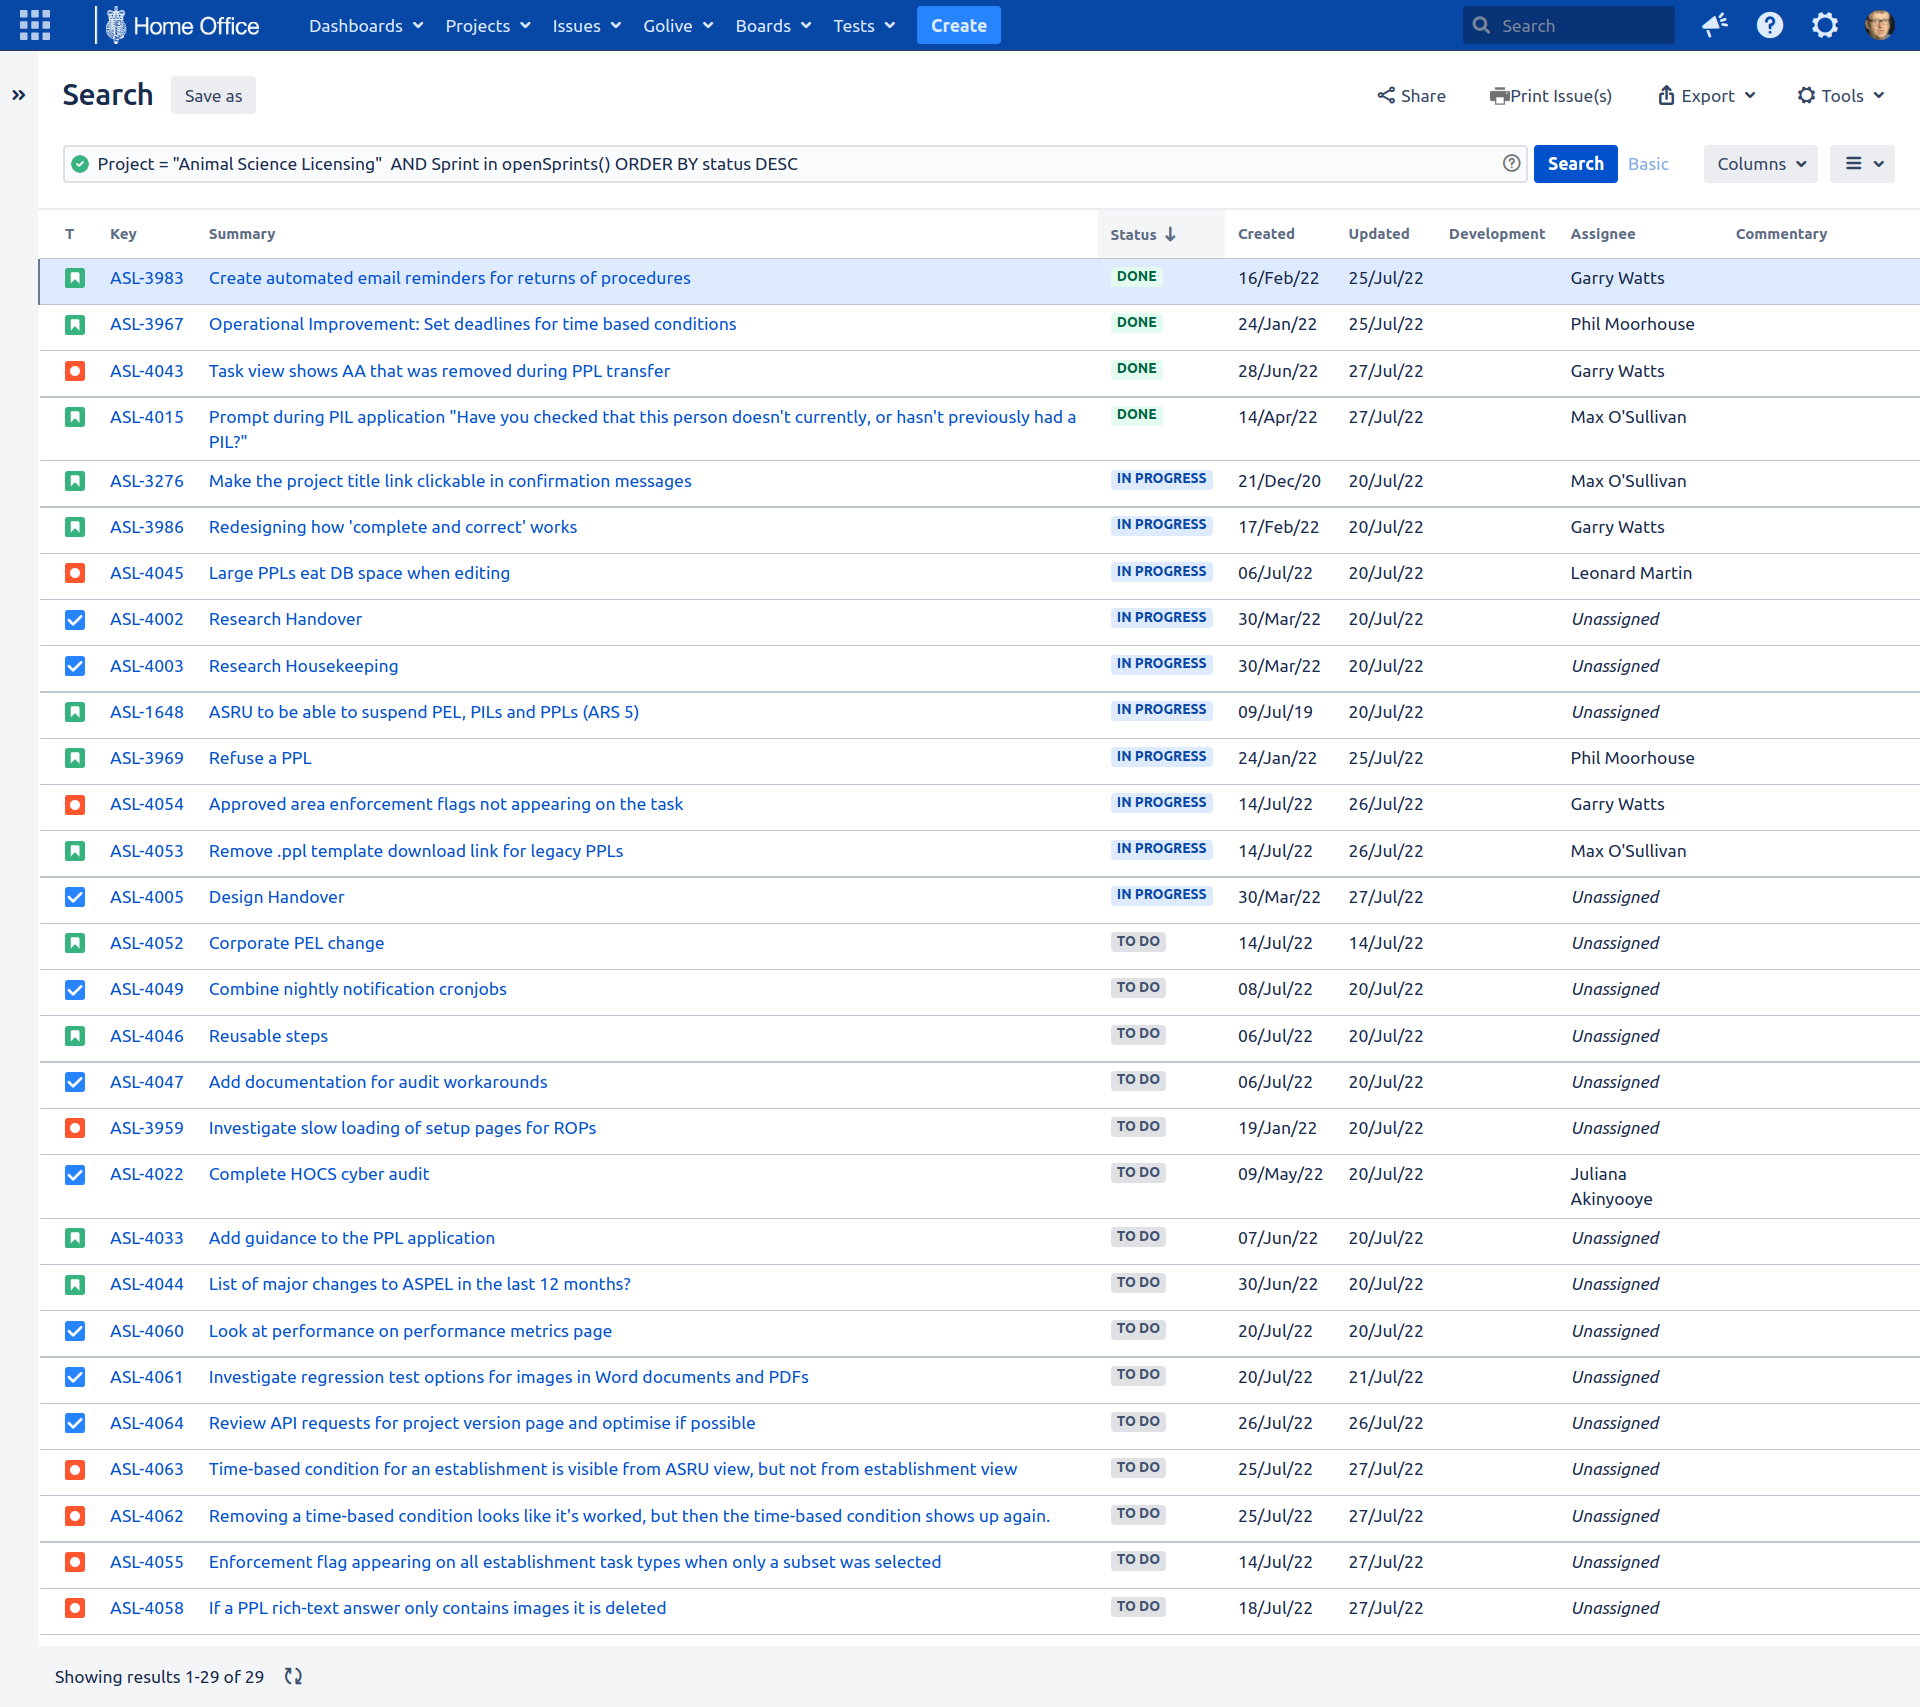 Home Office Dashboards Projects Issues Golive Boards Tests Create Search
Search Save as Share Print Issue(s) Export Tools
Project = "Animal Science Licensing"  AND Sprint in openSprints() ORDER BY status DESC Search Basic Columns
T Key Summary Status Created Updated Development Assignee Commentary
ASL-3983 Create automated email reminders for returns of procedures DONE 16/Feb/22 25/Jul/22 Garry Watts
ASL-3967 Operational Improvement: Set deadlines for time based conditions DONE 24/Jan/22 25/Jul/22 Phil Moorhouse
ASL-4043 Task view shows AA that was removed during PPL transfer DONE 28/Jun/22 27/Jul/22 Garry Watts
ASL-4015 Prompt during PIL application "Have you checked that this person doesn't currently, or hasn't previously had a DONE 14/Apr/22 27/Jul/22 Max O'Sullivan
PIL?"
ASL-3276 Make the project title link clickable in confirmation messages IN PROGRESS 21/Dec/20 20/Jul/22 Max O'Sullivan
ASL-3986 Redesigning how 'complete and correct' works IN PROGRESS 17/Feb/22 20/Jul/22 Garry Watts
ASL-4045 Large PPLs eat DB space when editing IN PROGRESS 06/Jul/22 20/Jul/22 Leonard Martin
ASL-4002 Research Handover IN PROGRESS 30/Mar/22 20/Jul/22 Unassigned
ASL-4003 Research Housekeeping IN PROGRESS 30/Mar/22 20/Jul/22 Unassigned
ASL-1648 ASRU to be able to suspend PEL, PILs and PPLs (ARS 5) IN PROGRESS 09/Jul/19 20/Jul/22 Unassigned
ASL-3969 Refuse a PPL IN PROGRESS 24/Jan/22 25/Jul/22 Phil Moorhouse
ASL-4054 Approved area enforcement flags not appearing on the task IN PROGRESS 14/Jul/22 26/Jul/22 Garry Watts
ASL-4053 Remove .ppl template download link for legacy PPLs IN PROGRESS 14/Jul/22 26/Jul/22 Max O'Sullivan
ASL-4005 Design Handover IN PROGRESS 30/Mar/22 27/Jul/22 Unassigned
ASL-4052 Corporate PEL change TO DO 14/Jul/22 14/Jul/22 Unassigned
ASL-4049 Combine nightly notification cronjobs TO DO 08/Jul/22 20/Jul/22 Unassigned
ASL-4046 Reusable steps TO DO 06/Jul/22 20/Jul/22 Unassigned
ASL-4047 Add documentation for audit workarounds TO DO 06/Jul/22 20/Jul/22 Unassigned
ASL-3959 Investigate slow loading of setup pages for ROPs TO DO 19/Jan/22 20/Jul/22 Unassigned
ASL-4022 Complete HOCS cyber audit TO DO 09/May/22 20/Jul/22 Juliana
Akinyooye
ASL-4033 Add guidance to the PPL application TO DO 07/Jun/22 20/Jul/22 Unassigned
ASL-4044 List of major changes to ASPEL in the last 12 months? TO DO 30/Jun/22 20/Jul/22 Unassigned
ASL-4060 Look at performance on performance metrics page TO DO 20/Jul/22 20/Jul/22 Unassigned
ASL-4061 Investigate regression test options for images in Word documents and PDFs TO DO 20/Jul/22 21/Jul/22 Unassigned
ASL-4064 Review API requests for project version page and optimise if possible TO DO 26/Jul/22 26/Jul/22 Unassigned
ASL-4063 Time-based condition for an establishment is visible from ASRU view, but not from establishment view TO DO 25/Jul/22 27/Jul/22 Unassigned
ASL-4062 Removing a time-based condition looks like it's worked, but then the time-based condition shows up again. TO DO 25/Jul/22 27/Jul/22 Unassigned
ASL-4055 Enforcement flag appearing on all establishment task types when only a subset was selected TO DO 14/Jul/22 27/Jul/22 Unassigned
ASL-4058 If a PPL rich-text answer only contains images it is deleted TO DO 18/Jul/22 27/Jul/22 Unassigned
Showing results 1-29 of 29